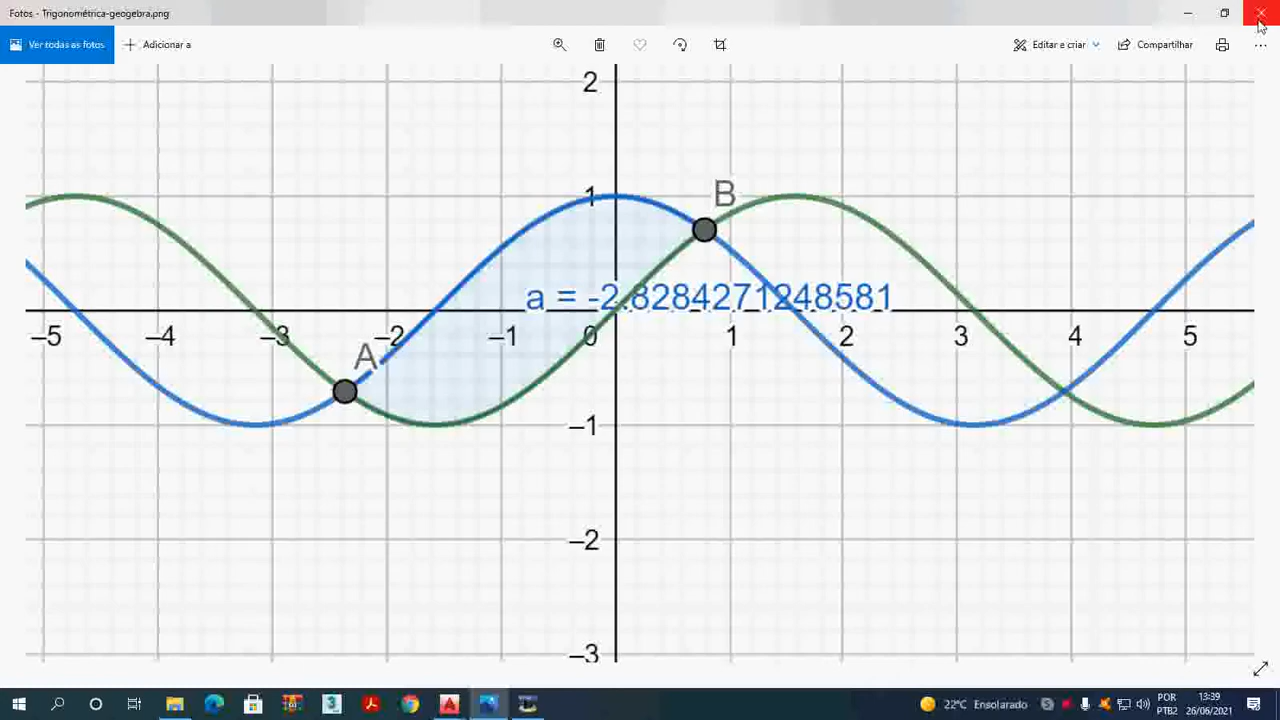 Fotos - Trigonométrica-geogebra.png
Ver todas as fotos
Adicionar a
Editar e criar
Compartilhar
2
1
B
a = -2.8284271248581
–5
–4
–3
–2
–1
0
1
2
3
4
5
A
–1
–2
–3
22°C Ensolarado
POR
PTB2
13:39
26/06/2021